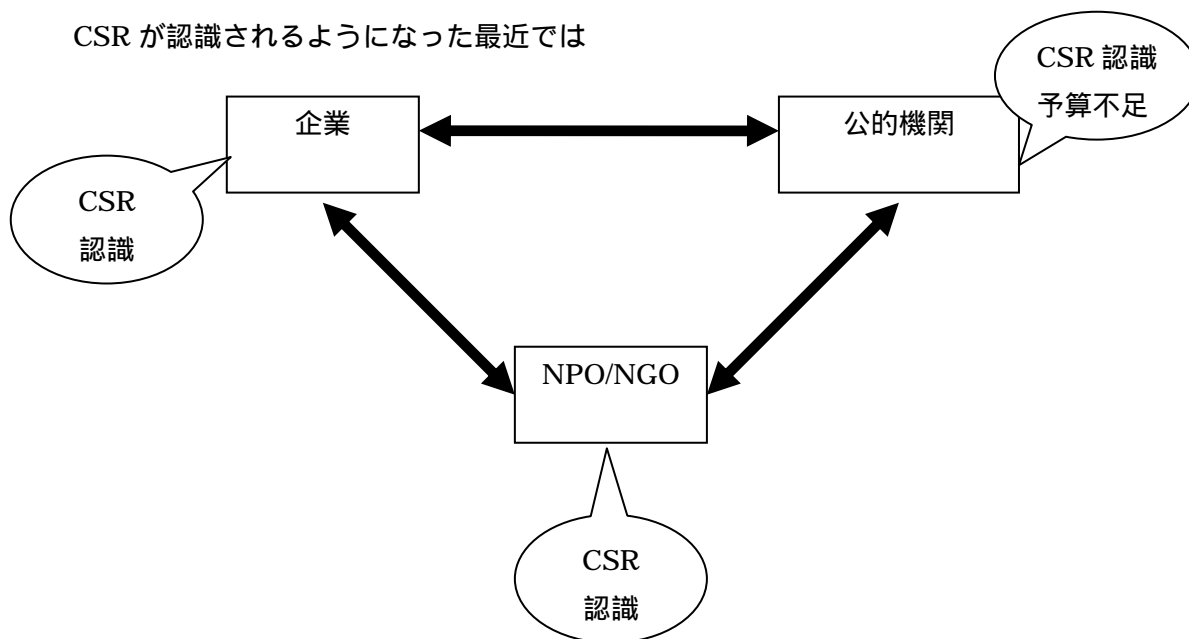 CSR が認識されるようになった最近では
CSR 認識
予算不足
企業
公的機関
CSR
認識
NPO/NGO
CSR
認識